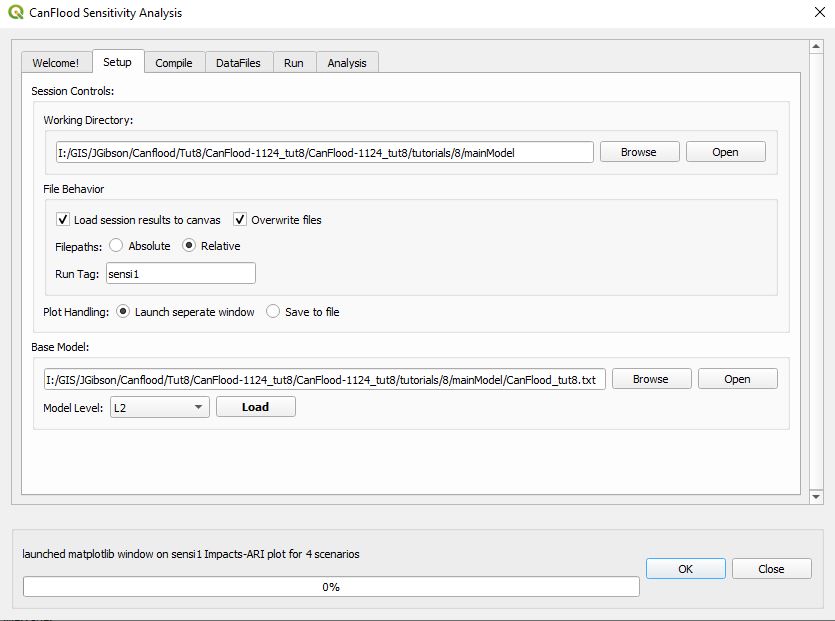 CanFlood Sensitivity Analysis
Welcome! Setup Compile DataFiles Run Analysis
Session Controls:
Working Directory:
I:/GIS/JGibson/Canflood/Tut8/CanFlood-1124_tut8/CanFlood-1124_tut8/tutorials/8/mainModel Browse Open
File Behavior
Load session results to canvas Overwrite files
Filepaths: Absolute Relative
Run Tag: sensi1
Plot Handling: Launch seperate window Save to file
Base Model:
I:/GIS/JGibson/Canflood/Tut8/CanFlood-1124_tut8/CanFlood-1124_tut8/tutorials/8/mainModel/CanFlood_tut8.txt Browse Open
Model Level: L2 Load
launched matplotlib window on sensi1 Impacts-ARI plot for 4 scenarios
OK Close
0%